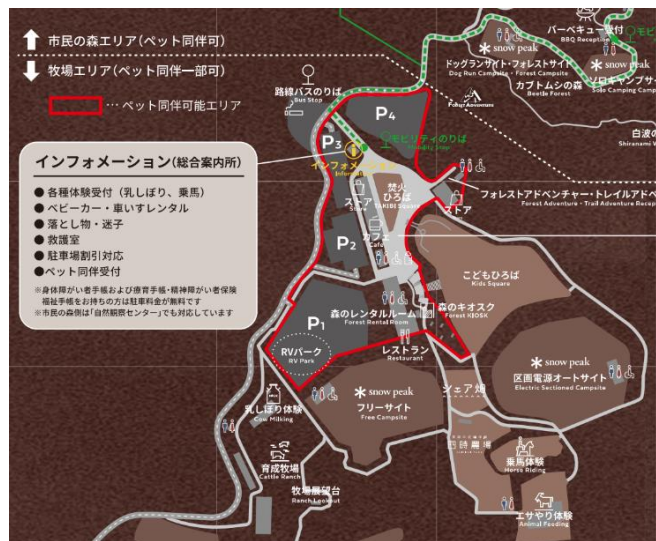 市民の森エリア(ペット同伴可)
牧場エリア(ペット同伴一部可)
…ペット同伴可能エリア
インフォメーション(総合案内所)
●各種体験受付(乳しぼり、乗馬)
●ベビーカー・車いすレンタル
●落とし物・迷子
●救護室
●駐車場割引対応
●ペット同伴受付
※身体障がい者手帳および療育手帳・精神障がい者保険
福祉手帳をお持ちの方は駐車料金が無料です
※市民の森側は「自然観察センター」でも対応しています
路線バスのりば
Bus Stop
P4
P3
モビリティのりば
Mobility Stop
インフォメーション
Information
ストア
Store
焚火
ひろば
TAKIBI Square
カフェ
Cafe
P2
P1
RVパーク
RV Park
森のレンタルルーム
Forest Rental Room
レストラン
Restaurant
森のキオスク
Forest KIOSK
ストア
こどもひろば
Kids Square
バーベキュー受付
BBQ Reception
モビ
snow peak
ドッグランサイト・フォレストサイト
Dog Run Campsite・Forest Campsite
カブトムシの森
Beetle Forest
snow peak
ソロキャンプサイ
Solo Camping Camps
Forest Adventure
白波の
Shiranami W
フォレストアドベンチャー・トレイルアドベ
Forest Adventure・Trail Adventure Recep
snow peak
区画電源オートサイト
Electric Sectioned Campsite
snow peak
フリーサイト
Free Campsite
シェア畑
四時農場
乗馬体験
Horse Riding
エサやり体験
Animal Feeding
乳しぼり体験
Cow Milking
育成牧場
Cattle Ranch
牧場展望台
Ranch Lookout